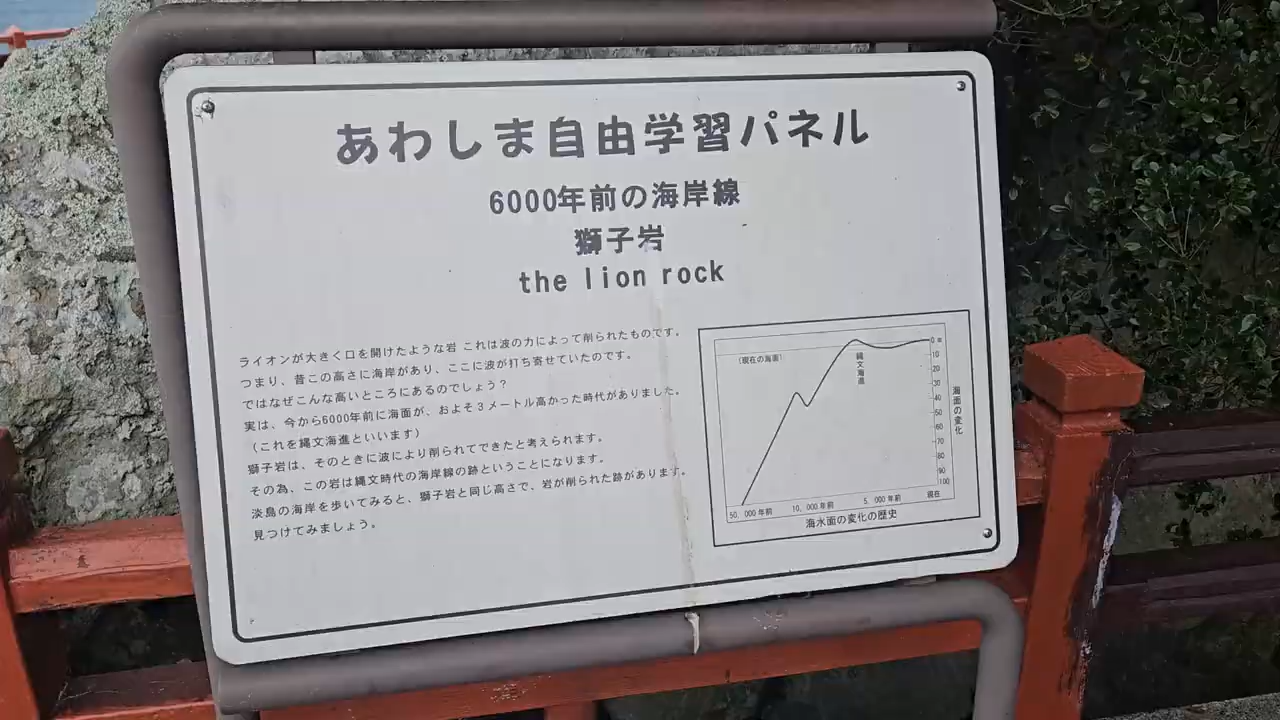 あわしま自由学習パネル
6000年前の海岸線
獅子岩
the lion rock
ライオンが大きく口を開けたような岩 これは波の力によって削られたものです。
つまり、昔この高さに海岸があり、ここに波が打ち寄せていたのです。
ではなぜこんな高いところにあるのでしょう？
実は、今から6000年前に海面が、およそ３メートル高かった時代がありました。
（これを縄文海進といいます）
獅子岩は、そのときに波により削られてできたと考えられます。
その為、この岩は縄文時代の海岸線の跡ということになります。
淡島の海岸を歩いてみると、獅子岩と同じ高さで、岩が削られた跡があります。
見つけてみましょう。
（現在の海面）
縄文海進
0 m
10
20
30
40
50
60
70
80
90
100
海面の変化
50, 000年前 10, 000年前 5, 000年前 現在
海水面の変化の歴史